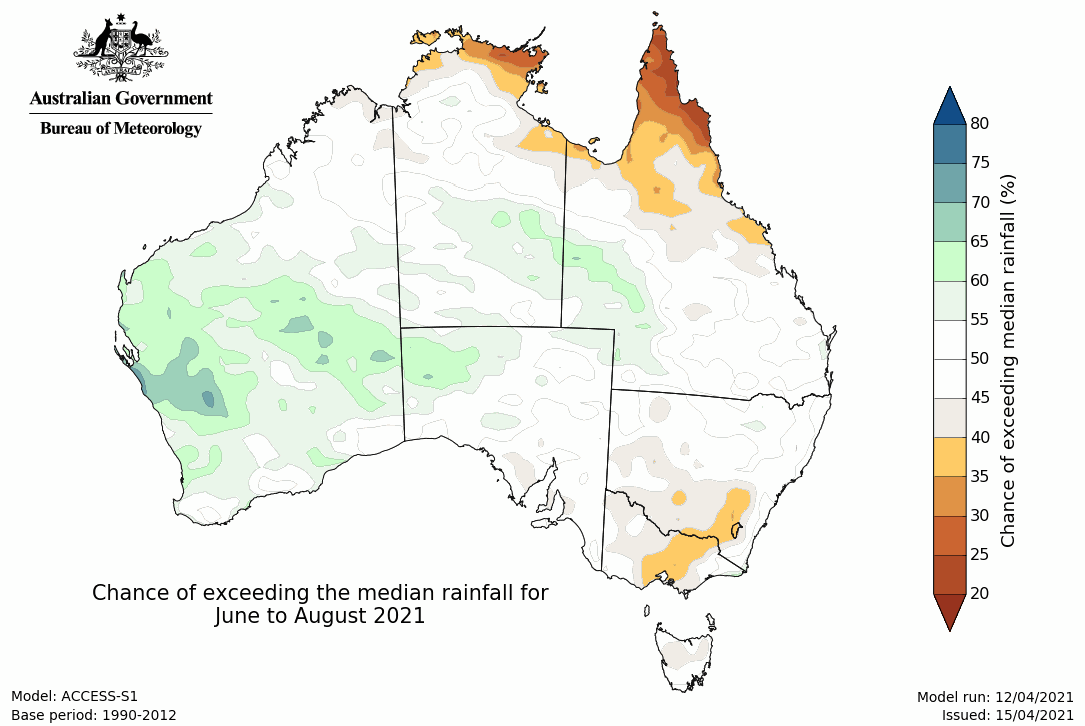 Australian Government
Bureau of Meteorology
80
75
70
65
60
55
50
45
40
35
30
25
20
Chance of exceeding median rainfall (%)
Chance of exceeding the median rainfall for
June to August 2021
Model: ACCESS-S1
Base period: 1990-2012
Model run: 12/04/2021
Issued: 15/04/2021